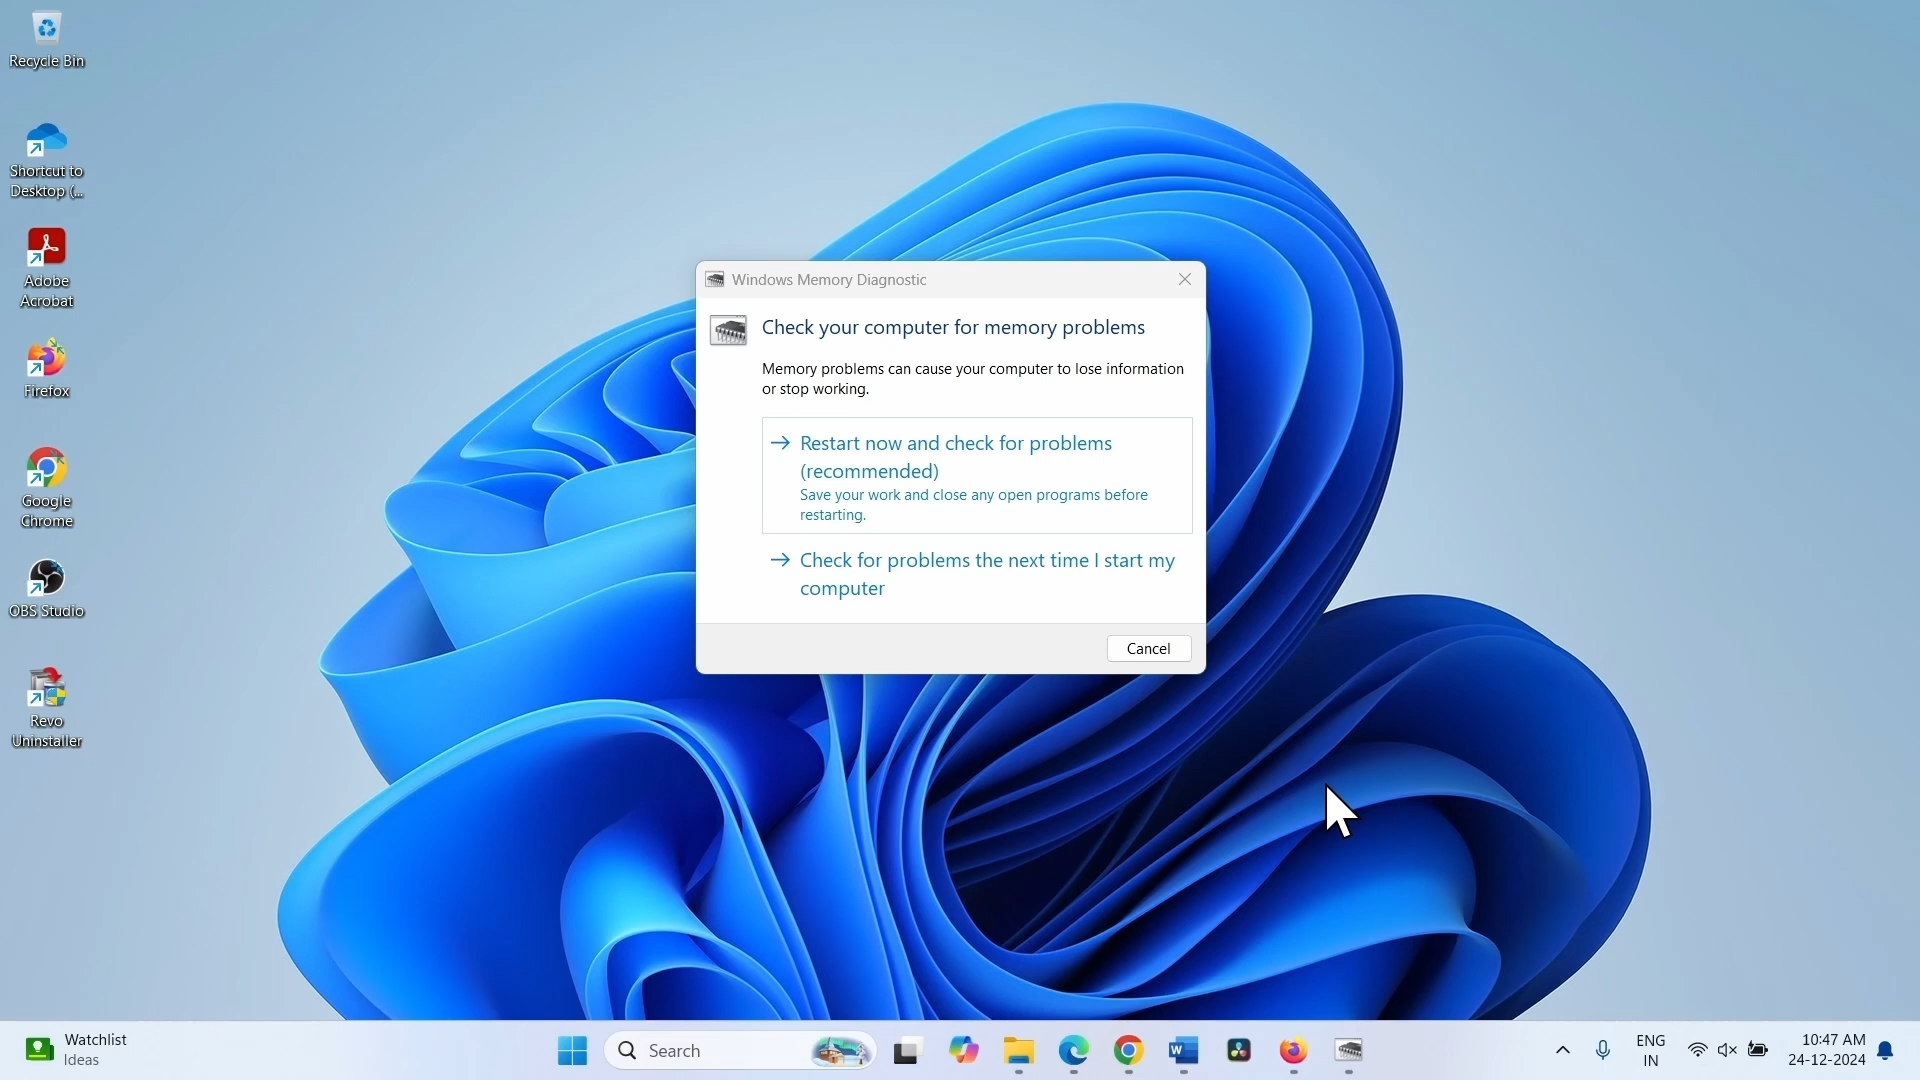 Recycle Bin
Shortcut to
Desktop (...
Adobe
Acrobat
Firefox
Google
Chrome
OBS Studio
Revo
Uninstaller
Windows Memory Diagnostic
Check your computer for memory problems
Memory problems can cause your computer to lose information
or stop working.
Restart now and check for problems
(recommended)
Save your work and close any open programs before
restarting.
Check for problems the next time I start my
computer
Cancel
Watchlist
Ideas
Search
W
ENG
IN
10:47 AM
24-12-2024